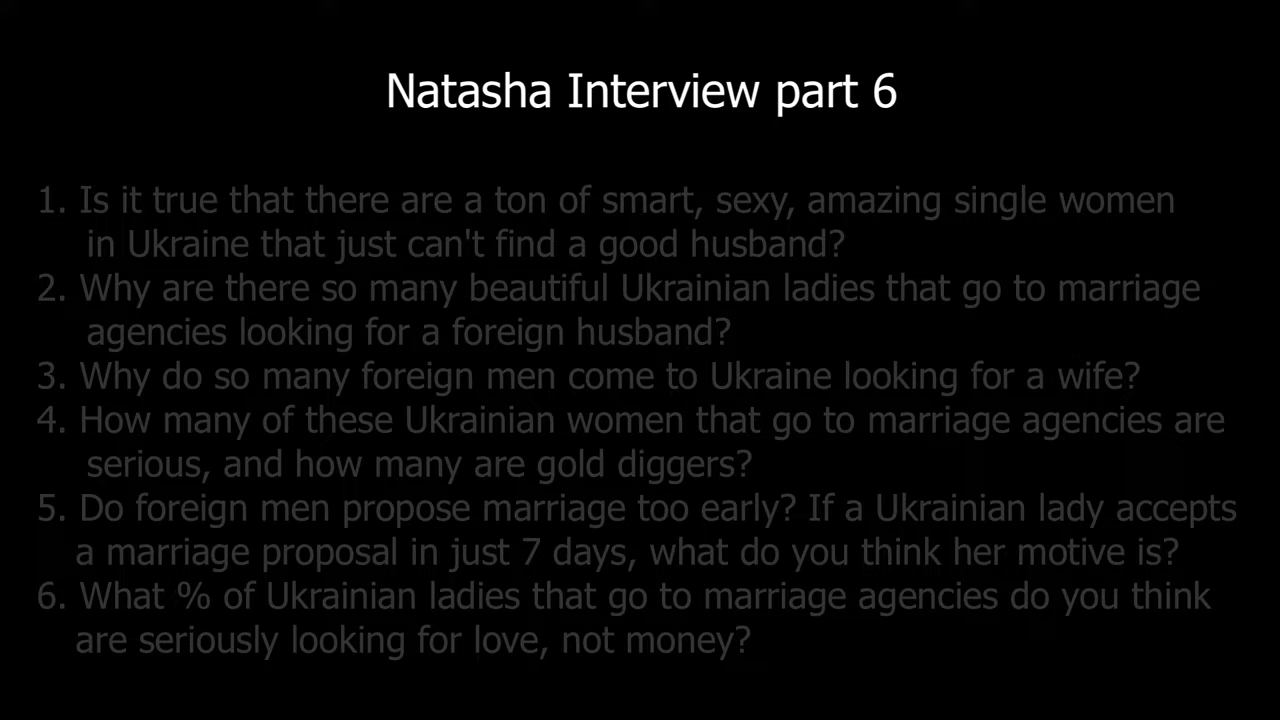 Natasha Interview part 6
1. Is it true that there are a ton of smart, sexy, amazing single women
in Ukraine that just can't find a good husband?
2. Why are there so many beautiful Ukrainian ladies that go to marriage
agencies looking for a foreign husband?
3. Why do so many foreign men come to Ukraine looking for a wife?
4. How many of these Ukrainian women that go to marriage agencies are
serious, and how many are gold diggers?
5. Do foreign men propose marriage too early? If a Ukrainian lady accepts
a marriage proposal in just 7 days, what do you think her motive is?
6. What % of Ukrainian ladies that go to marriage agencies do you think
are seriously looking for love, not money?